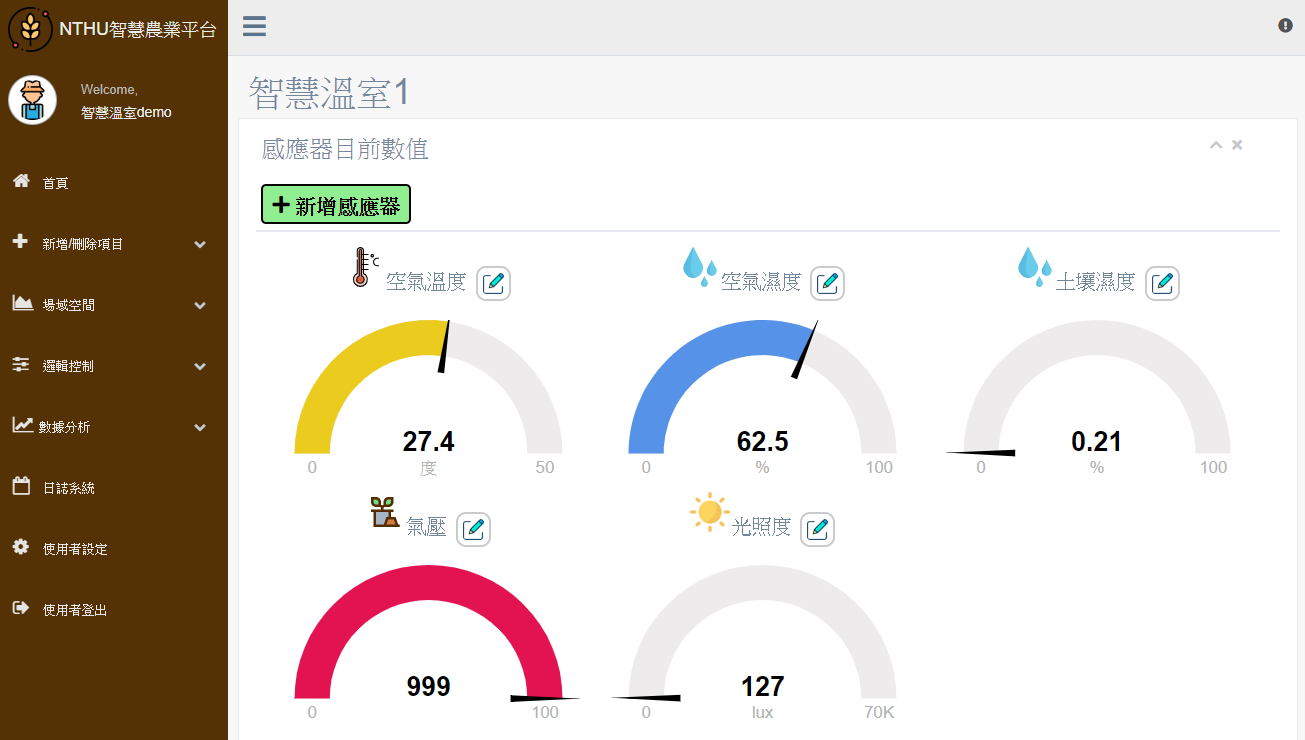 NTHU智慧農業平台
Welcome,
智慧溫室demo
首頁
新增/刪除項目
場域空間
邏輯控制
數據分析
日誌系統
使用者設定
使用者登出
智慧溫室1
感應器目前數值
新增感應器
°C 空氣溫度
27.4
0 度 50
空氣濕度
62.5
0 % 100
土壤濕度
0.21
0 % 100
氣壓
999
0 100
光照度
127
0 lux 70K